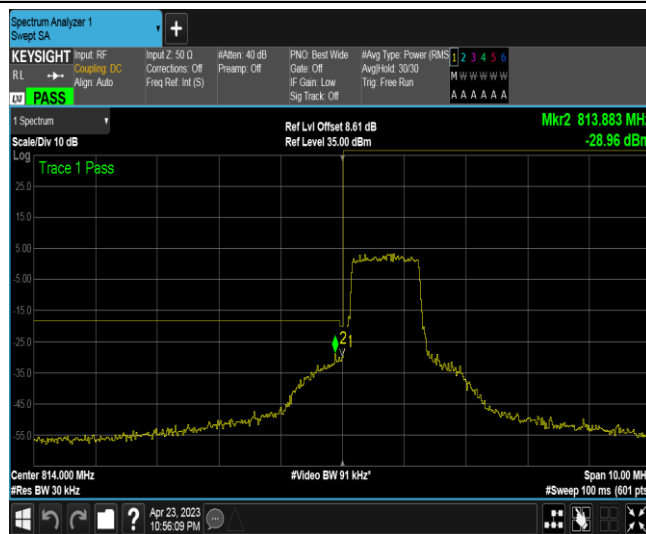 Spectrum Analyzer 1
Swept SA
+
KEYSIGHT
RL
LXI PASS
Input: RF
Coupling: DC
Align: Auto
Input Z: 50 Ω
Corrections: Off
Freq Ref: Int (S)
#Atten: 40 dB
Preamp: Off
PNO: Best Wide
Gate: Off
IF Gain: Low
Sig Track: Off
#Avg Type: Power (RMS
Avg|Hold: 30/30
Trig: Free Run
1 2 3 4 5 6
M W W W W W
A A A A A A
1 Spectrum
Scale/Div 10 dB
Ref Lvl Offset 8.61 dB
Ref Level 35.00 dBm
Mkr2 813.883 MHz
-28.96 dBm
Log
Trace 1 Pass
25.0
15.0
5.00
-5.00
-15.0
-25.0
-35.0
-45.0
-55.0
2 1
Center 814.000 MHz
#Res BW 30 kHz
#Video BW 91 kHz*
Span 10.00 MH
#Sweep 100 ms (601 pts
?
Apr 23, 2023
10:56:09 PM